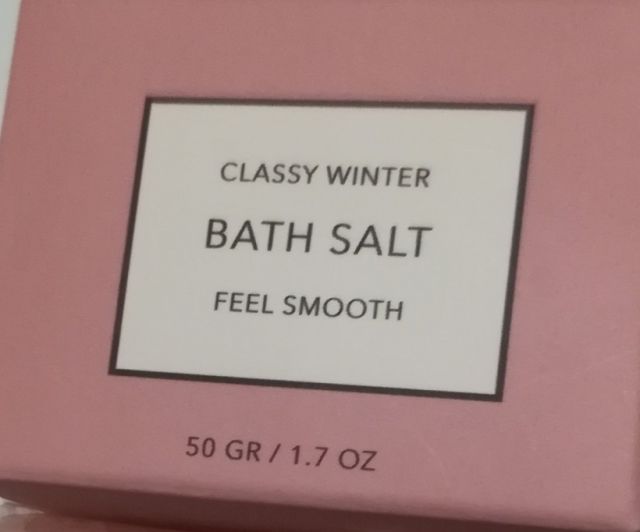 CLASSY WINTER
BATH SALT
FEEL SMOOTH
50 GR / 1.7 OZ